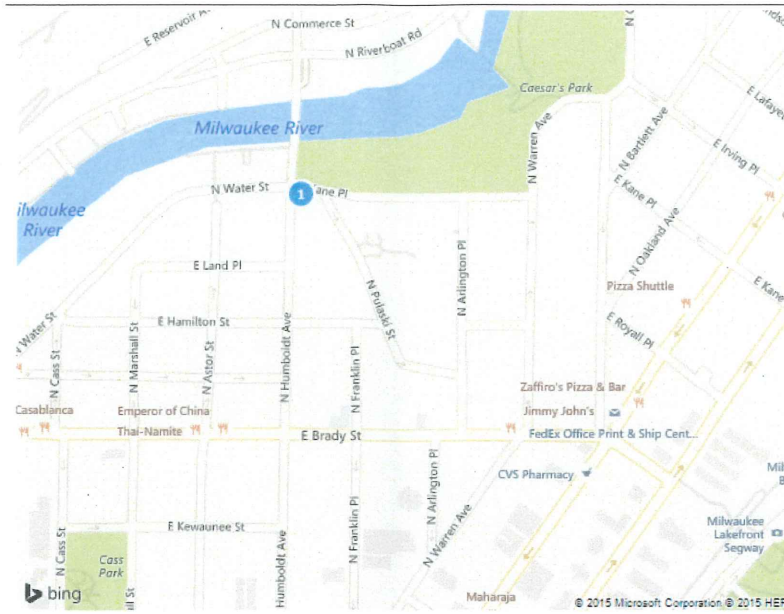 N Commerce St
E Reservoir Av
N Riverboat Rd
Caesar's Park
Milwaukee River
N Warren Ave
N Bartlett Ave
E Lafaye
E Irving Pl
E Kane Pl
N Water St
1
ane Pl
ilwaukee
River
N Oakland Ave
E Land Pl
N Pulaski St
N Arlington Pl
E Kane
Pizza Shuttle
E Hamilton St
E Royall Pl
Water St
N Cass St
N Marshall St
N Astor St
N Humboldt Ave
N Franklin Pl
Zaffiro's Pizza & Bar
Casablanca
Emperor of China
Jimmy John's
Thai-Namite
E Brady St
FedEx Office Print & Ship Cent...
CVS Pharmacy
N Arlington Pl
N Warren Ave
N Franklin Pl
Humboldt Ave
E Kewaunee St
N Cass St
Cass
Park
Mil
Milwaukee
Lakefront
Segway
bing
Maharaja
© 2015 Microsoft Corporation © 2015 HE